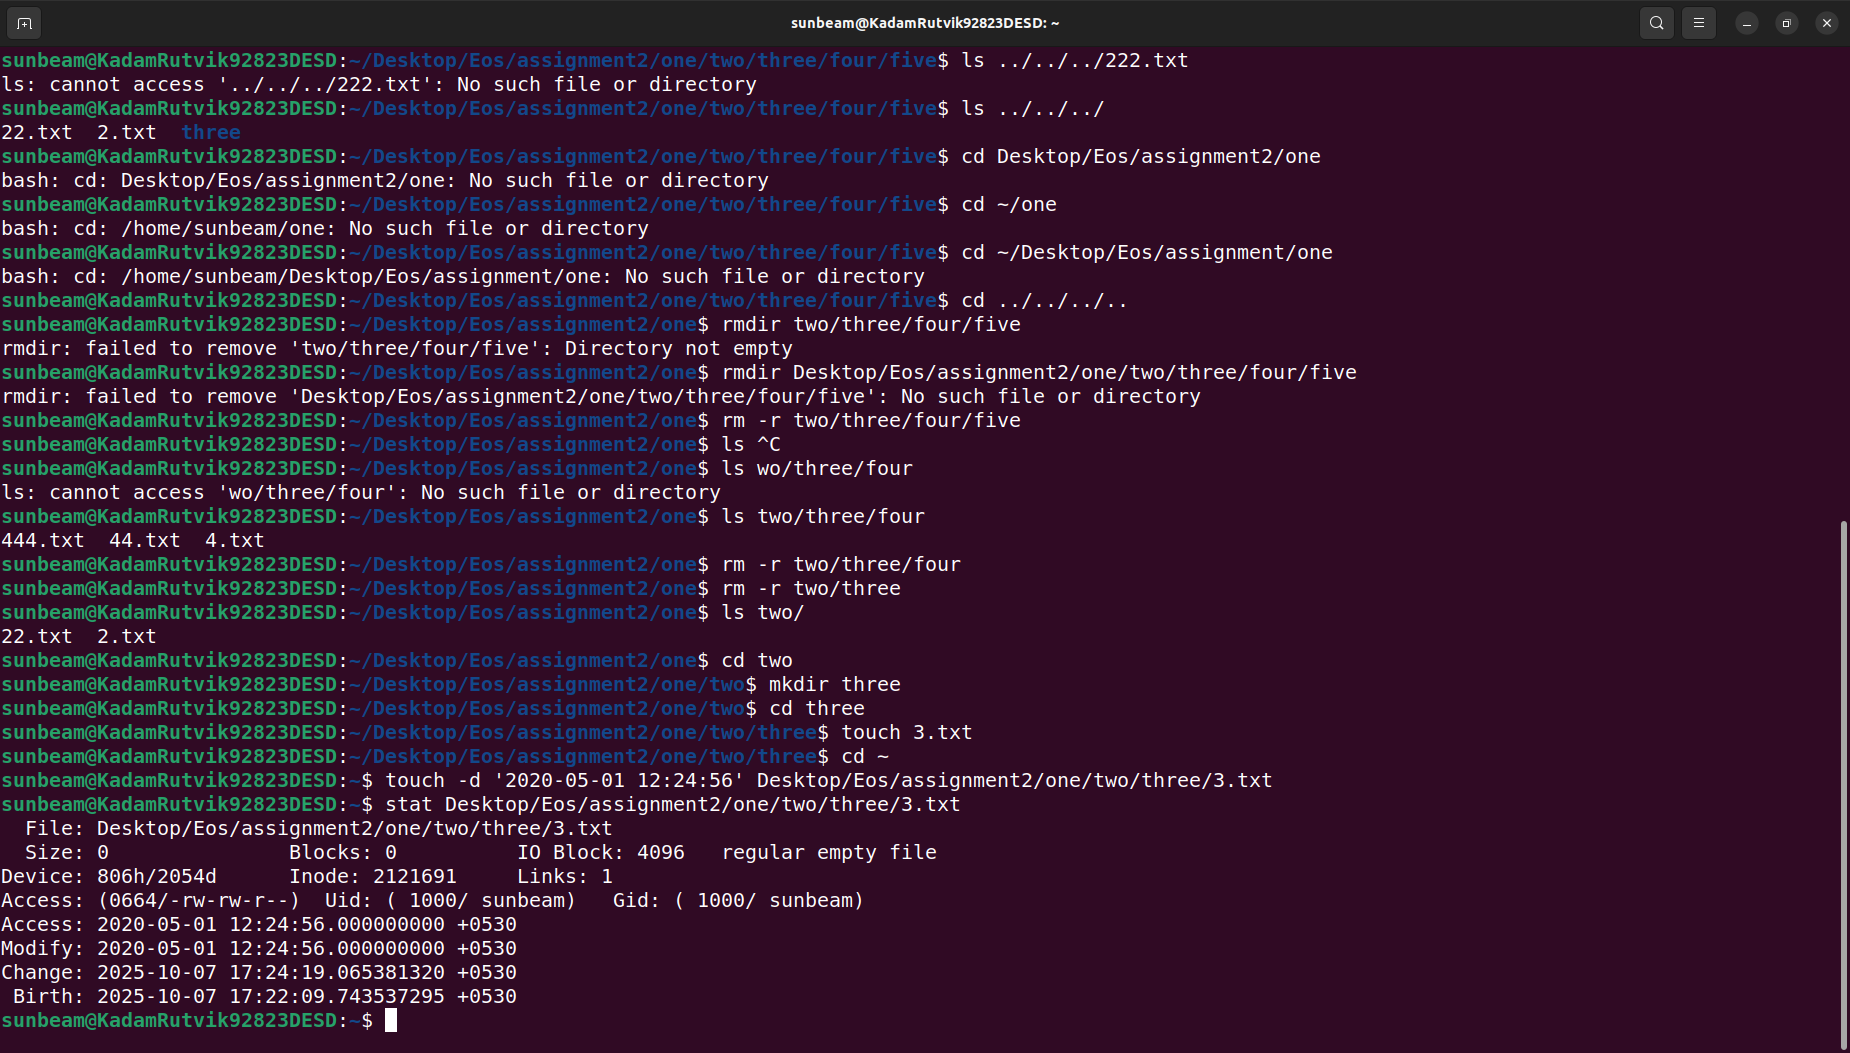 sunbeam@KadamRutvik92823DESD: ~
sunbeam@KadamRutvik92823DESD:~/Desktop/Eos/assignment2/one/two/three/four/five$ ls ../../../222.txt
ls: cannot access '../../../222.txt': No such file or directory
sunbeam@KadamRutvik92823DESD:~/Desktop/Eos/assignment2/one/two/three/four/five$ ls ../../../
22.txt  2.txt  three
sunbeam@KadamRutvik92823DESD:~/Desktop/Eos/assignment2/one/two/three/four/five$ cd Desktop/Eos/assignment2/one
bash: cd: Desktop/Eos/assignment2/one: No such file or directory
sunbeam@KadamRutvik92823DESD:~/Desktop/Eos/assignment2/one/two/three/four/five$ cd ~/one
bash: cd: /home/sunbeam/one: No such file or directory
sunbeam@KadamRutvik92823DESD:~/Desktop/Eos/assignment2/one/two/three/four/five$ cd ~/Desktop/Eos/assignment/one
bash: cd: /home/sunbeam/Desktop/Eos/assignment/one: No such file or directory
sunbeam@KadamRutvik92823DESD:~/Desktop/Eos/assignment2/one/two/three/four/five$ cd ../../../..
sunbeam@KadamRutvik92823DESD:~/Desktop/Eos/assignment2/one$ rmdir two/three/four/five
rmdir: failed to remove 'two/three/four/five': Directory not empty
sunbeam@KadamRutvik92823DESD:~/Desktop/Eos/assignment2/one$ rmdir Desktop/Eos/assignment2/one/two/three/four/five
rmdir: failed to remove 'Desktop/Eos/assignment2/one/two/three/four/five': No such file or directory
sunbeam@KadamRutvik92823DESD:~/Desktop/Eos/assignment2/one$ rm -r two/three/four/five
sunbeam@KadamRutvik92823DESD:~/Desktop/Eos/assignment2/one$ ls ^C
sunbeam@KadamRutvik92823DESD:~/Desktop/Eos/assignment2/one$ ls wo/three/four
ls: cannot access 'wo/three/four': No such file or directory
sunbeam@KadamRutvik92823DESD:~/Desktop/Eos/assignment2/one$ ls two/three/four
444.txt  44.txt  4.txt
sunbeam@KadamRutvik92823DESD:~/Desktop/Eos/assignment2/one$ rm -r two/three/four
sunbeam@KadamRutvik92823DESD:~/Desktop/Eos/assignment2/one$ rm -r two/three
sunbeam@KadamRutvik92823DESD:~/Desktop/Eos/assignment2/one$ ls two/
22.txt  2.txt
sunbeam@KadamRutvik92823DESD:~/Desktop/Eos/assignment2/one$ cd two
sunbeam@KadamRutvik92823DESD:~/Desktop/Eos/assignment2/one/two$ mkdir three
sunbeam@KadamRutvik92823DESD:~/Desktop/Eos/assignment2/one/two$ cd three
sunbeam@KadamRutvik92823DESD:~/Desktop/Eos/assignment2/one/two/three$ touch 3.txt
sunbeam@KadamRutvik92823DESD:~/Desktop/Eos/assignment2/one/two/three$ cd ~
sunbeam@KadamRutvik92823DESD:~$ touch -d '2020-05-01 12:24:56' Desktop/Eos/assignment2/one/two/three/3.txt
sunbeam@KadamRutvik92823DESD:~$ stat Desktop/Eos/assignment2/one/two/three/3.txt
  File: Desktop/Eos/assignment2/one/two/three/3.txt
  Size: 0               Blocks: 0          IO Block: 4096   regular empty file
Device: 806h/2054d      Inode: 2121691     Links: 1
Access: (0664/-rw-rw-r--)  Uid: ( 1000/ sunbeam)   Gid: ( 1000/ sunbeam)
Access: 2020-05-01 12:24:56.000000000 +0530
Modify: 2020-05-01 12:24:56.000000000 +0530
Change: 2025-10-07 17:24:19.065381320 +0530
 Birth: 2025-10-07 17:22:09.743537295 +0530
sunbeam@KadamRutvik92823DESD:~$